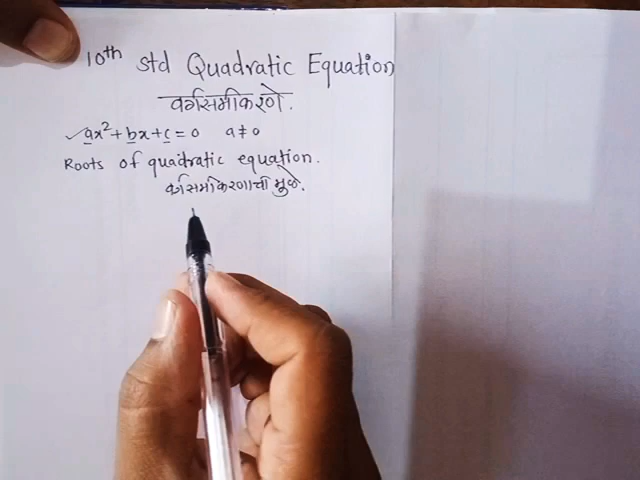 10th std Quadratic Equation
वर्गसमीकरणे.
✓ax²+bx+c=0 a≠0
Roots of quadratic equation.
वर्गसमीकरणाची मुळे.